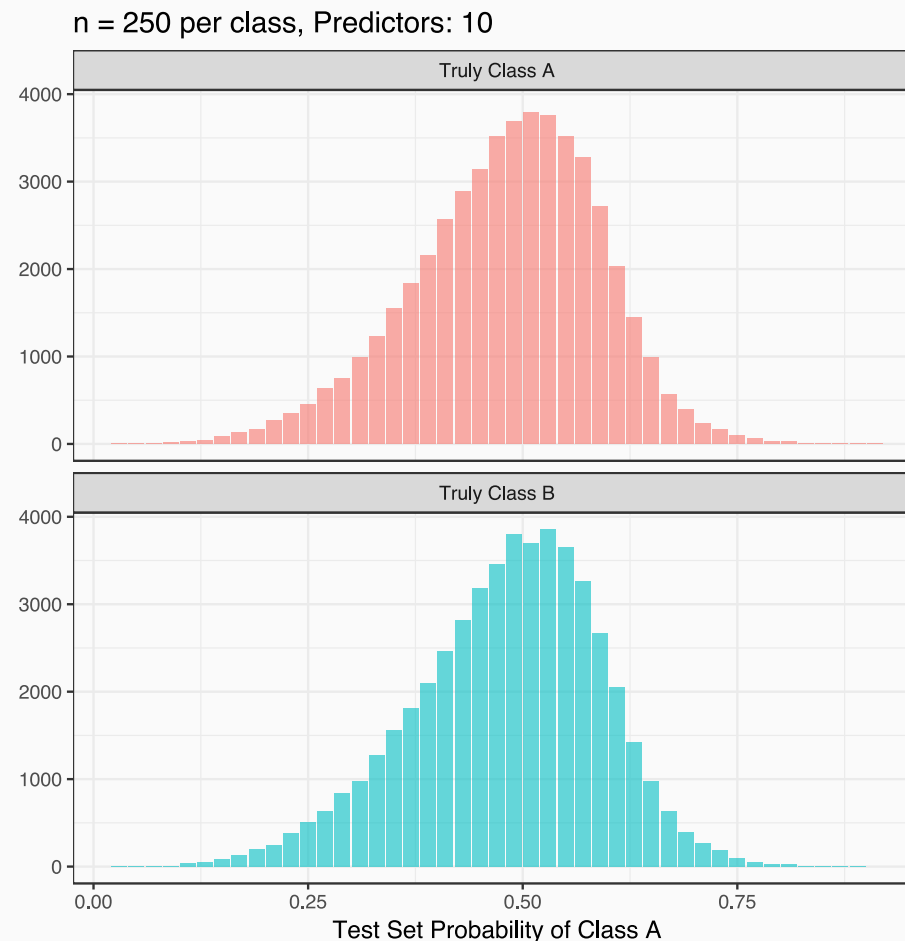 n = 250 per class, Predictors: 10
Truly Class A
4000
3000
2000
1000
0
Truly Class B
4000
3000
2000
1000
0
0.00 0.25 0.50 0.75
Test Set Probability of Class A